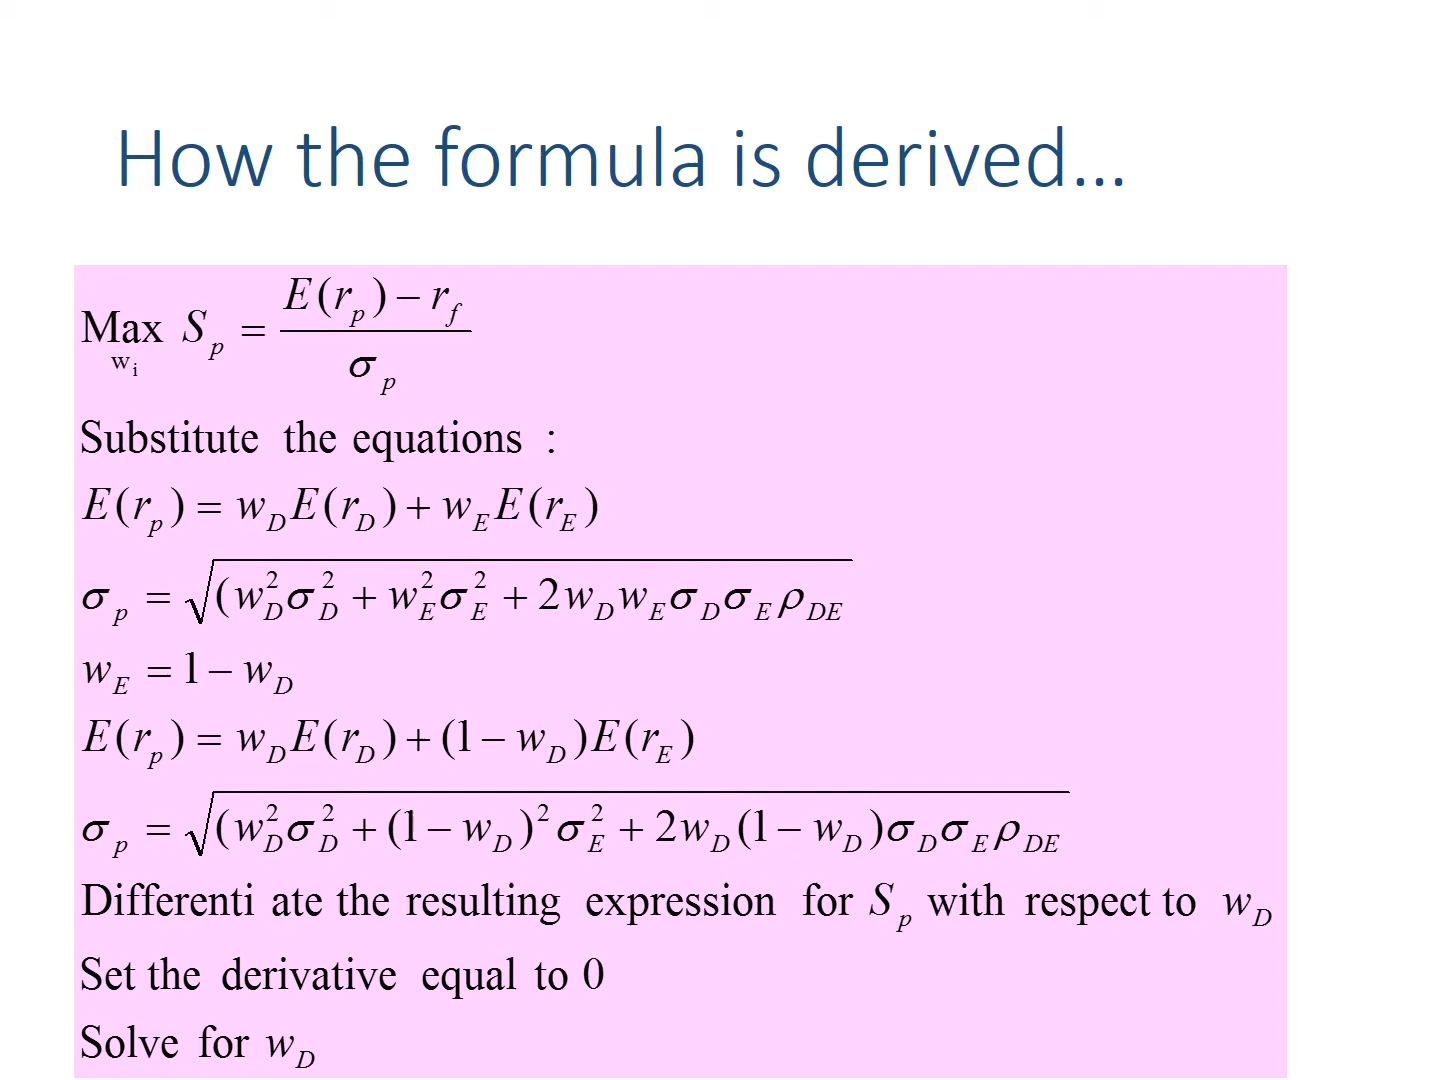 How the formula is derived...
Max S_p = (E(r_p) − r_f) / σ_p
w_i
Substitute the equations :
E(r_p) = w_D E(r_D) + w_E E(r_E)
σ_p = √(w_D^2 σ_D^2 + w_E^2 σ_E^2 + 2w_D w_E σ_D σ_E ρ_DE
w_E = 1 − w_D
E(r_p) = w_D E(r_D) + (1 − w_D)E(r_E)
σ_p = √(w_D^2 σ_D^2 + (1 − w_D)^2 σ_E^2 + 2w_D(1 − w_D)σ_D σ_E ρ_DE
Differenti ate the resulting expression for S_p with respect to w_D
Set the derivative equal to 0
Solve for w_D